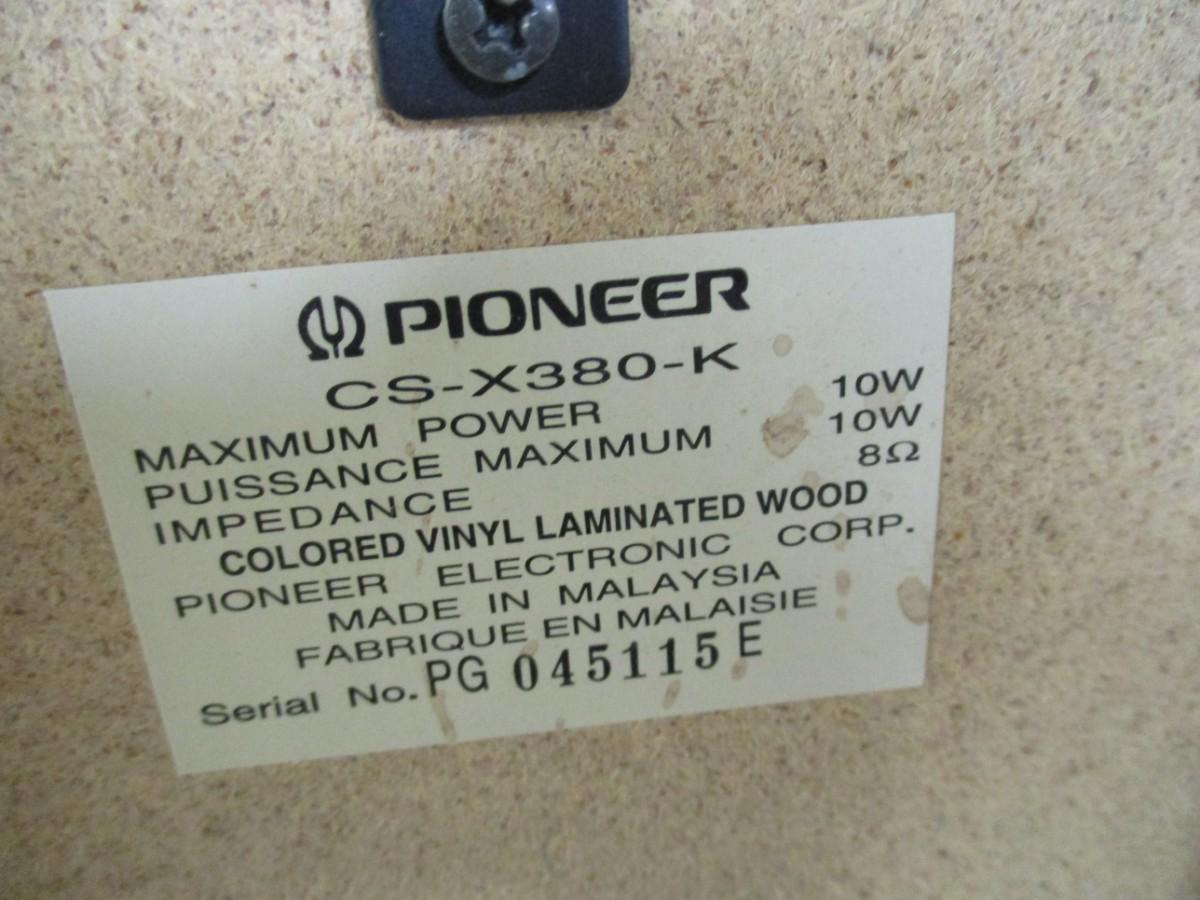 PIONEER
CS-X380-K
MAXIMUM POWER 10W
PUISSANCE MAXIMUM 10W
IMPEDANCE 8Ω
COLORED VINYL LAMINATED WOOD
PIONEER ELECTRONIC CORP.
MADE IN MALAYSIA
FABRIQUE EN MALAISIE
Serial No. PG 045115 E